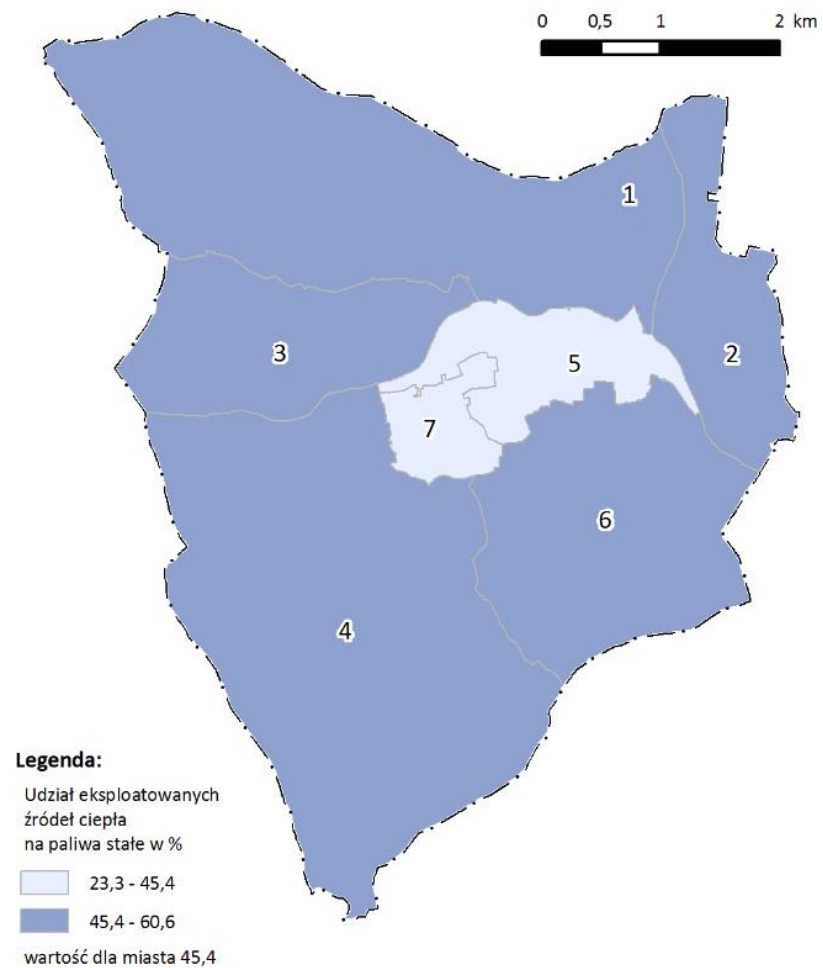 0 0,5 1 2 km
1
2
3
5
7
6
4
Legenda:
Udział eksploatowanych
źródeł ciepła
na paliwa stałe w %
23,3 - 45,4
45,4 - 60,6
wartość dla miasta 45,4